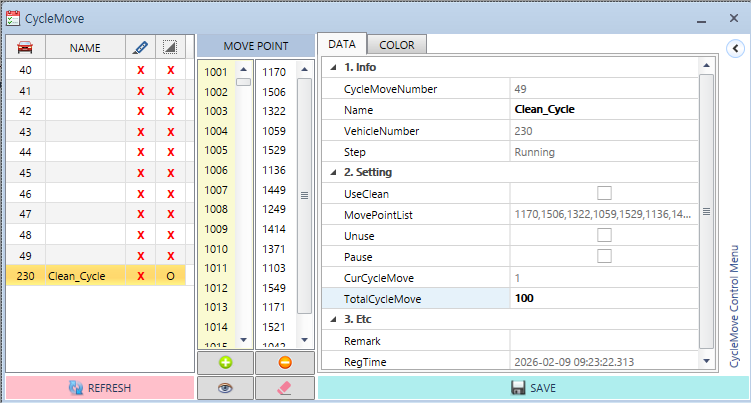 CycleMove
NAME
40 X X
41 X X
42 X X
43 X X
44 X X
45 X X
46 X X
47 X X
48 X X
49 X X
230 Clean_Cycle X O
REFRESH
MOVE POINT
1001 1170
1002 1506
1003 1322
1004 1059
1005 1529
1006 1136
1007 1449
1008 1249
1009 1414
1010 1371
1011 1103
1012 1549
1013 1171
1014 1521
DATA COLOR
1. Info
CycleMoveNumber 49
Name Clean_Cycle
VehicleNumber 230
Step Running
2. Setting
UseClean
MovePointList 1170,1506,1322,1059,1529,1136,14...
Unuse
Pause
CurCycleMove 1
TotalCycleMove 100
3. Etc
Remark
RegTime 2026-02-09 09:23:22.313
SAVE
CycleMove Control Menu